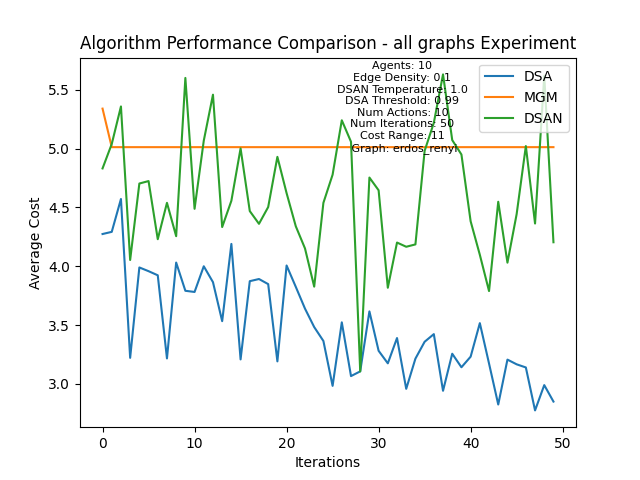 Algorithm Performance Comparison - all graphs Experiment
Agents: 10
Edge Density: 0.1
DSAN Temperature: 1.0
DSA Threshold: 0.99
Num Actions: 10
Num Iterations: 50
Cost Range: 11
Graph: erdos_renyi
DSA
MGM
DSAN
Average Cost
5.5
5.0
4.5
4.0
3.5
3.0
0
10
20
30
40
50
Iterations